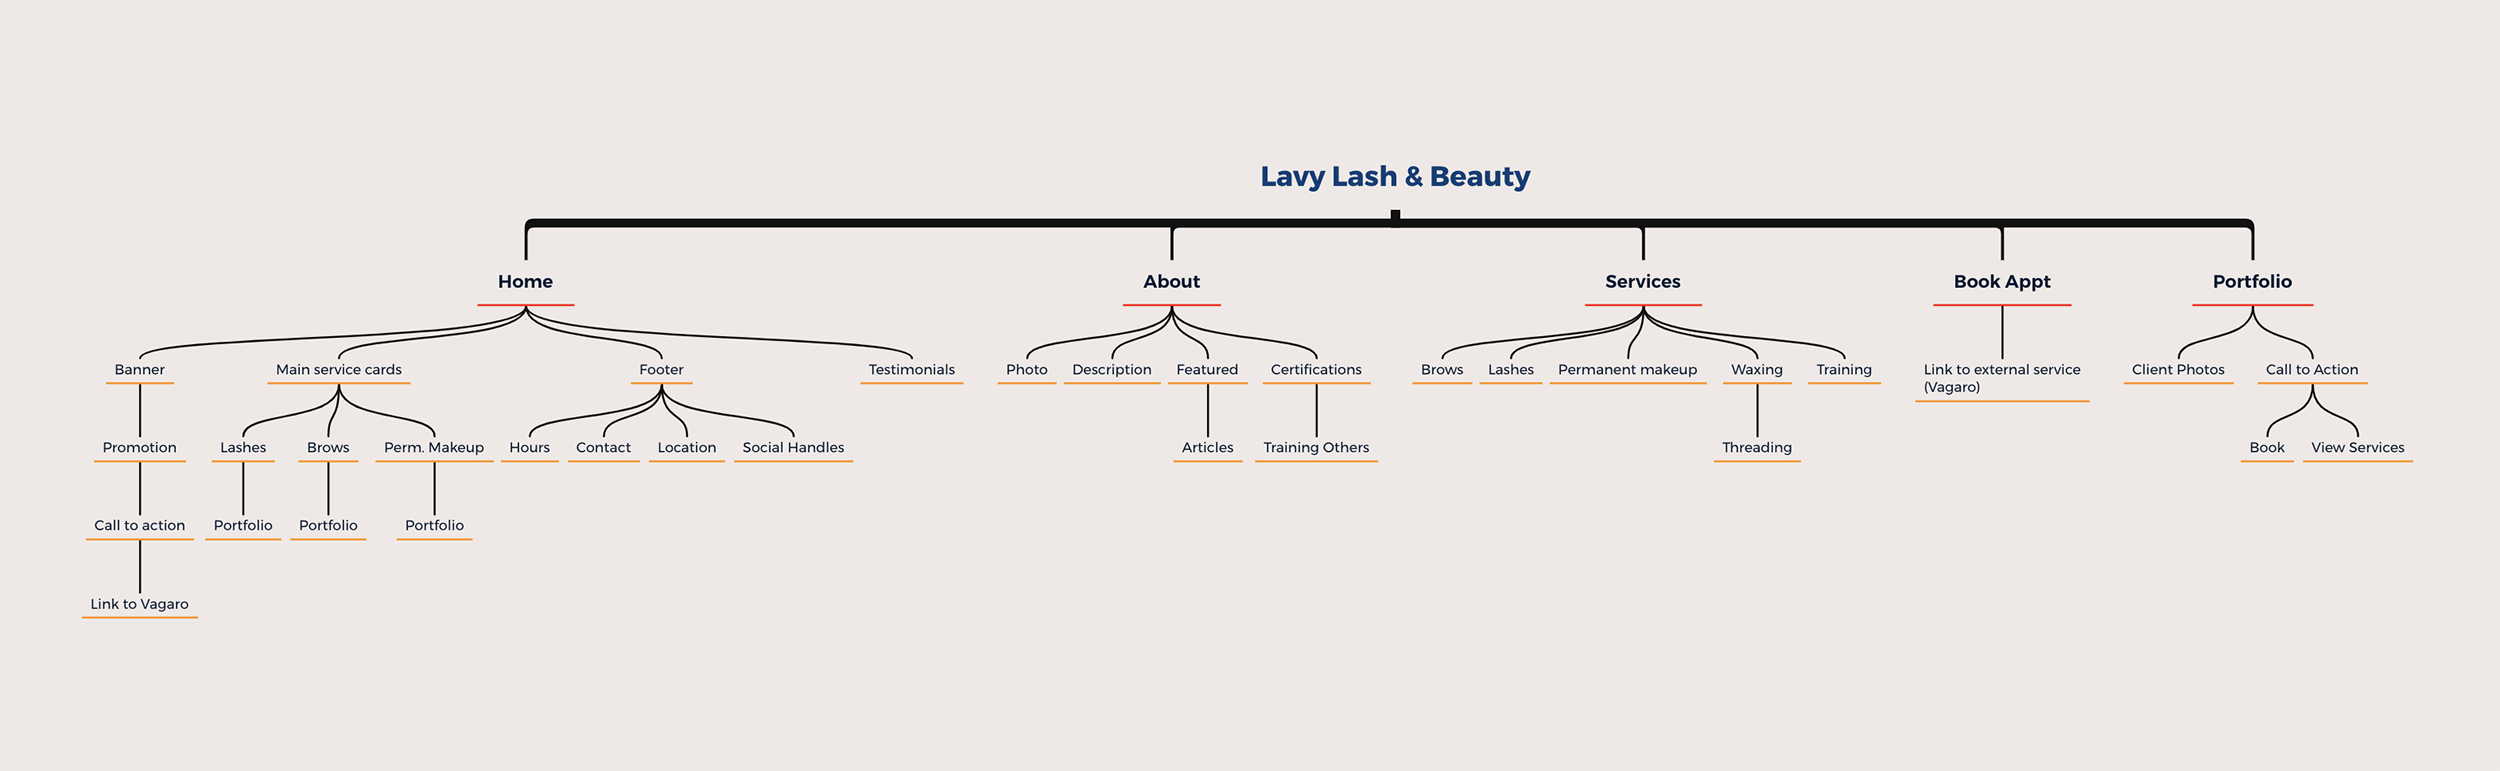 Lavy Lash & Beauty
Home
About
Services
Book Appt
Portfolio
Banner
Main service cards
Footer
Testimonials
Photo
Description
Featured
Certifications
Brows
Lashes
Permanent makeup
Waxing
Training
Link to external service
(Vagaro)
Client Photos
Call to Action
Promotion
Lashes
Brows
Perm. Makeup
Hours
Contact
Location
Social Handles
Articles
Training Others
Threading
Book
View Services
Call to action
Portfolio
Portfolio
Portfolio
Link to Vagaro